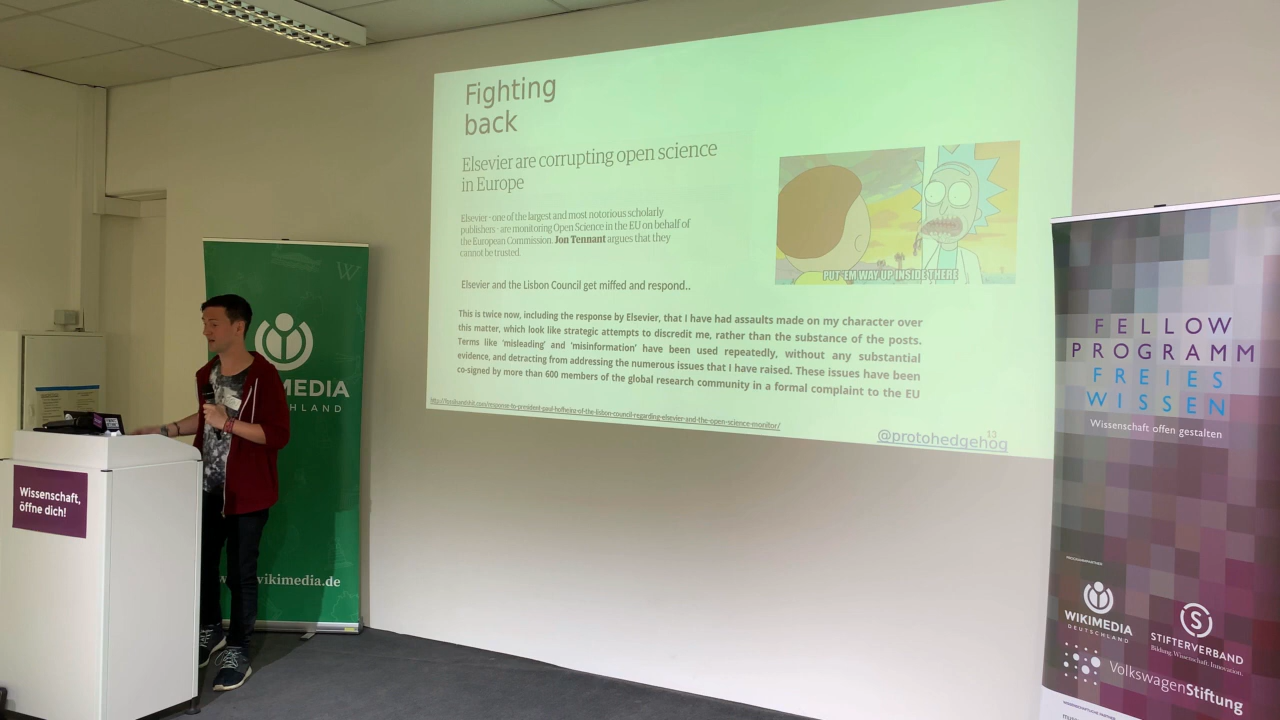 Fighting
back
Elsevier are corrupting open science
in Europe
Elsevier - one of the largest and most notorious scholarly
publishers - are monitoring Open Science in the EU on behalf of
the European Commission. Jon Tennant argues that they
cannot be trusted.
PUT 'EM WAY UP INSIDE THERE
Elsevier and the Lisbon Council get miffed and respond..
This is twice now, including the response by Elsevier, that I have had assaults made on my character over
this matter, which look like strategic attempts to discredit me, rather than the substance of the posts.
Terms like 'misleading' and 'misinformation' have been used repeatedly, without any substantial
evidence, and detracting from addressing the numerous issues that I have raised. These issues have been
co-signed by more than 600 members of the global research community in a formal complaint to the EU
13
@protohedgehog
W
MEDIA
CHLAND
wikimedia.de
Wissenschaft,
öffne dich!
FELLOW
PROGRAMM
FREIES
WISSEN
Wissenschaft offen gestalten
WIKIMEDIA
DEUTSCHLAND
S
STIFTERVERBAND
Bildung. Wissenschaft. Innovation.
VolkswagenStiftung